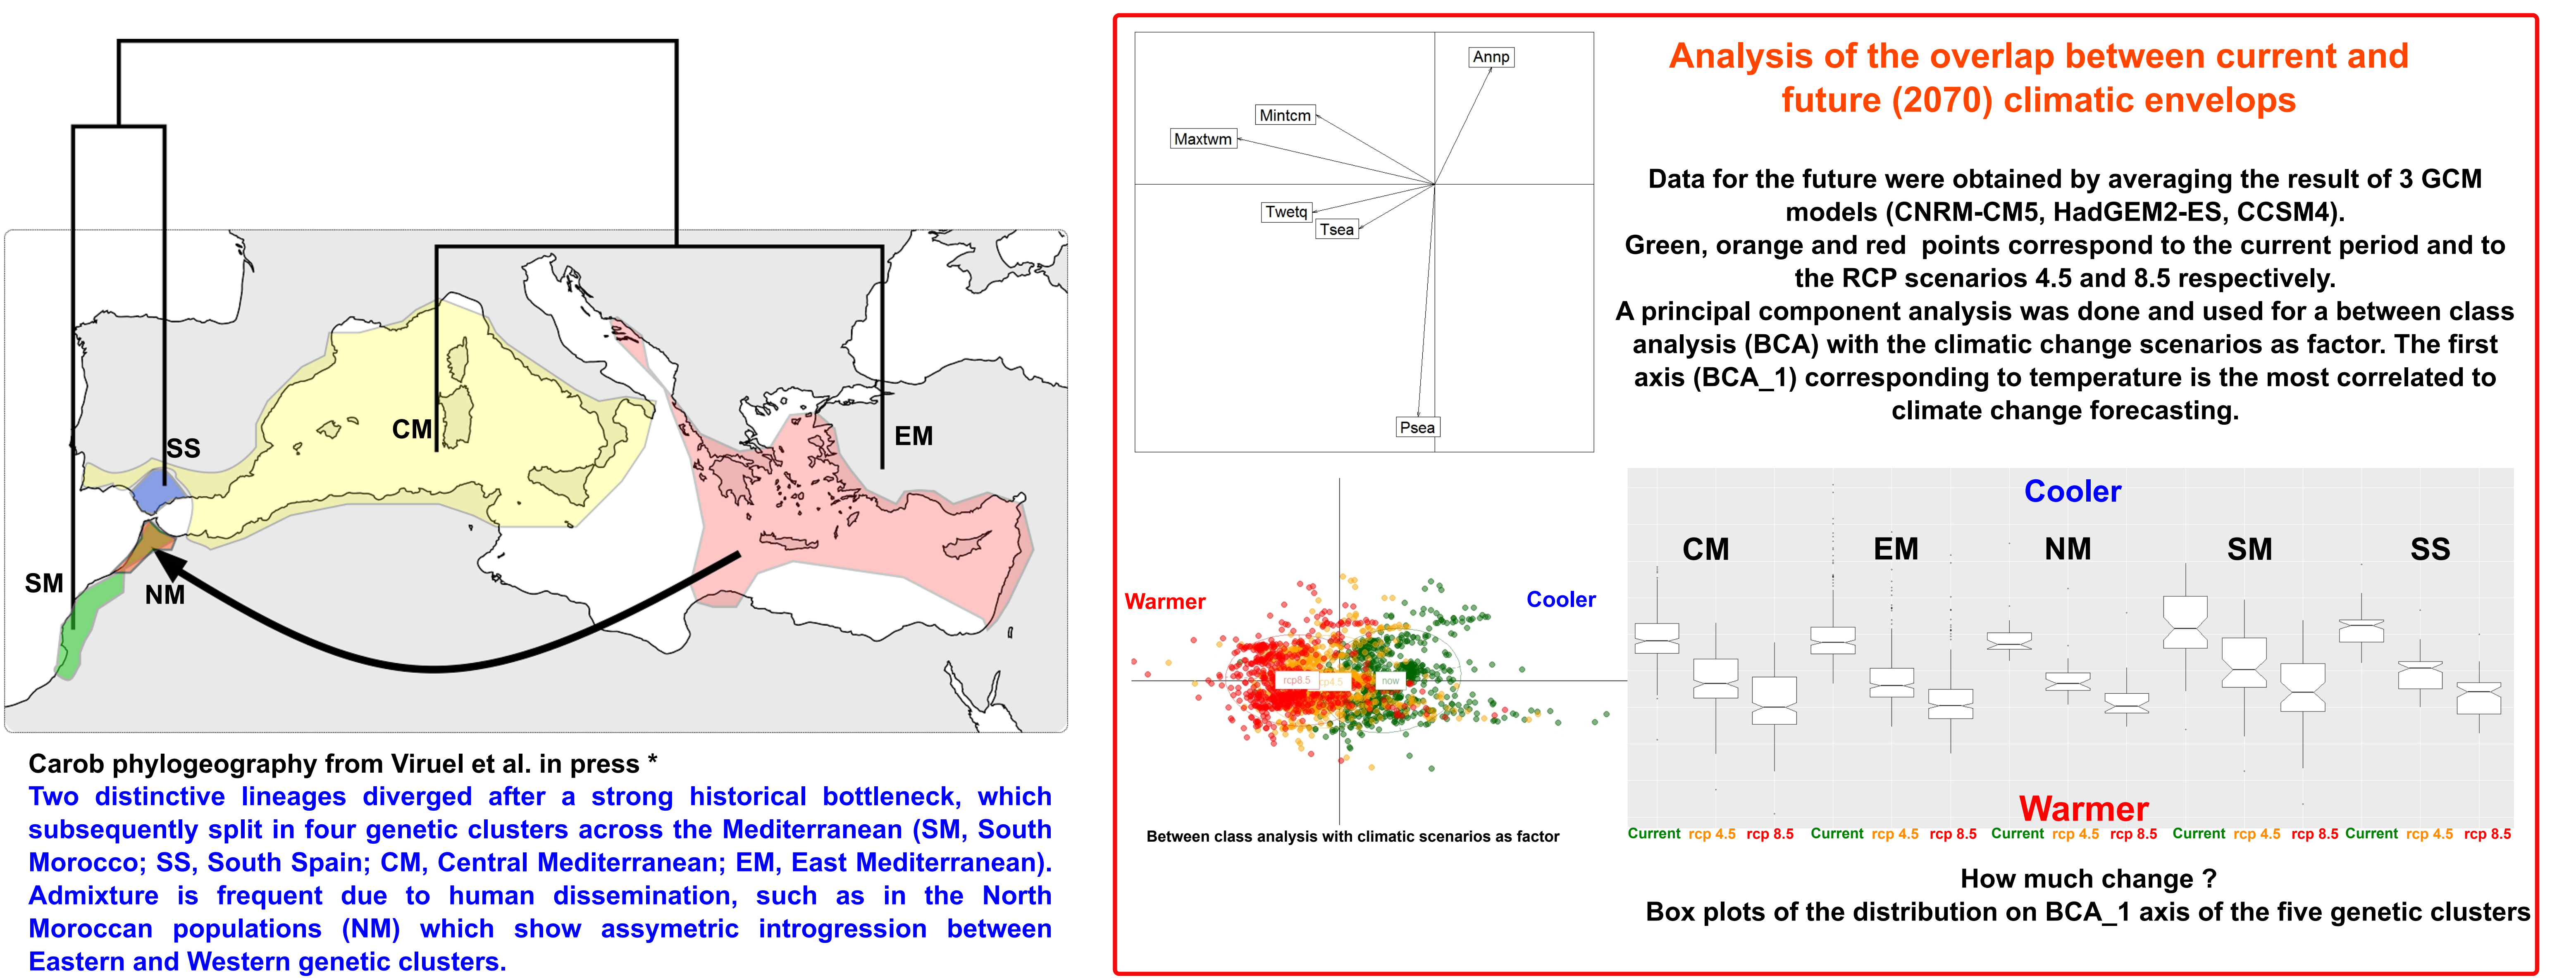 SS
CM
EM
SM
NM
Carob phylogeography from Viruel et al. in press *
Two distinctive lineages diverged after a strong historical bottleneck, which
subsequently split in four genetic clusters across the Mediterranean (SM, South
Morocco; SS, South Spain; CM, Central Mediterranean; EM, East Mediterranean).
Admixture is frequent due to human dissemination, such as in the North
Moroccan populations (NM) which show assymetric introgression between
Eastern and Western genetic clusters.
Annp
Mintcm
Maxtwm
Twetq
Tsea
Psea
Analysis of the overlap between current and
future (2070) climatic envelops
Data for the future were obtained by averaging the result of 3 GCM
models (CNRM-CM5, HadGEM2-ES, CCSM4).
Green, orange and red points correspond to the current period and to
the RCP scenarios 4.5 and 8.5 respectively.
A principal component analysis was done and used for a between class
analysis (BCA) with the climatic change scenarios as factor. The first
axis (BCA_1) corresponding to temperature is the most correlated to
climate change forecasting.
Warmer
Cooler
rcp8.5
cp4.5
now
Between class analysis with climatic scenarios as factor
Cooler
CM EM NM SM SS
Warmer
Current rcp 4.5 rcp 8.5 Current rcp 4.5 rcp 8.5 Current rcp 4.5 rcp 8.5 Current rcp 4.5 rcp 8.5 Current rcp 4.5 rcp 8.5
How much change ?
Box plots of the distribution on BCA_1 axis of the five genetic clusters